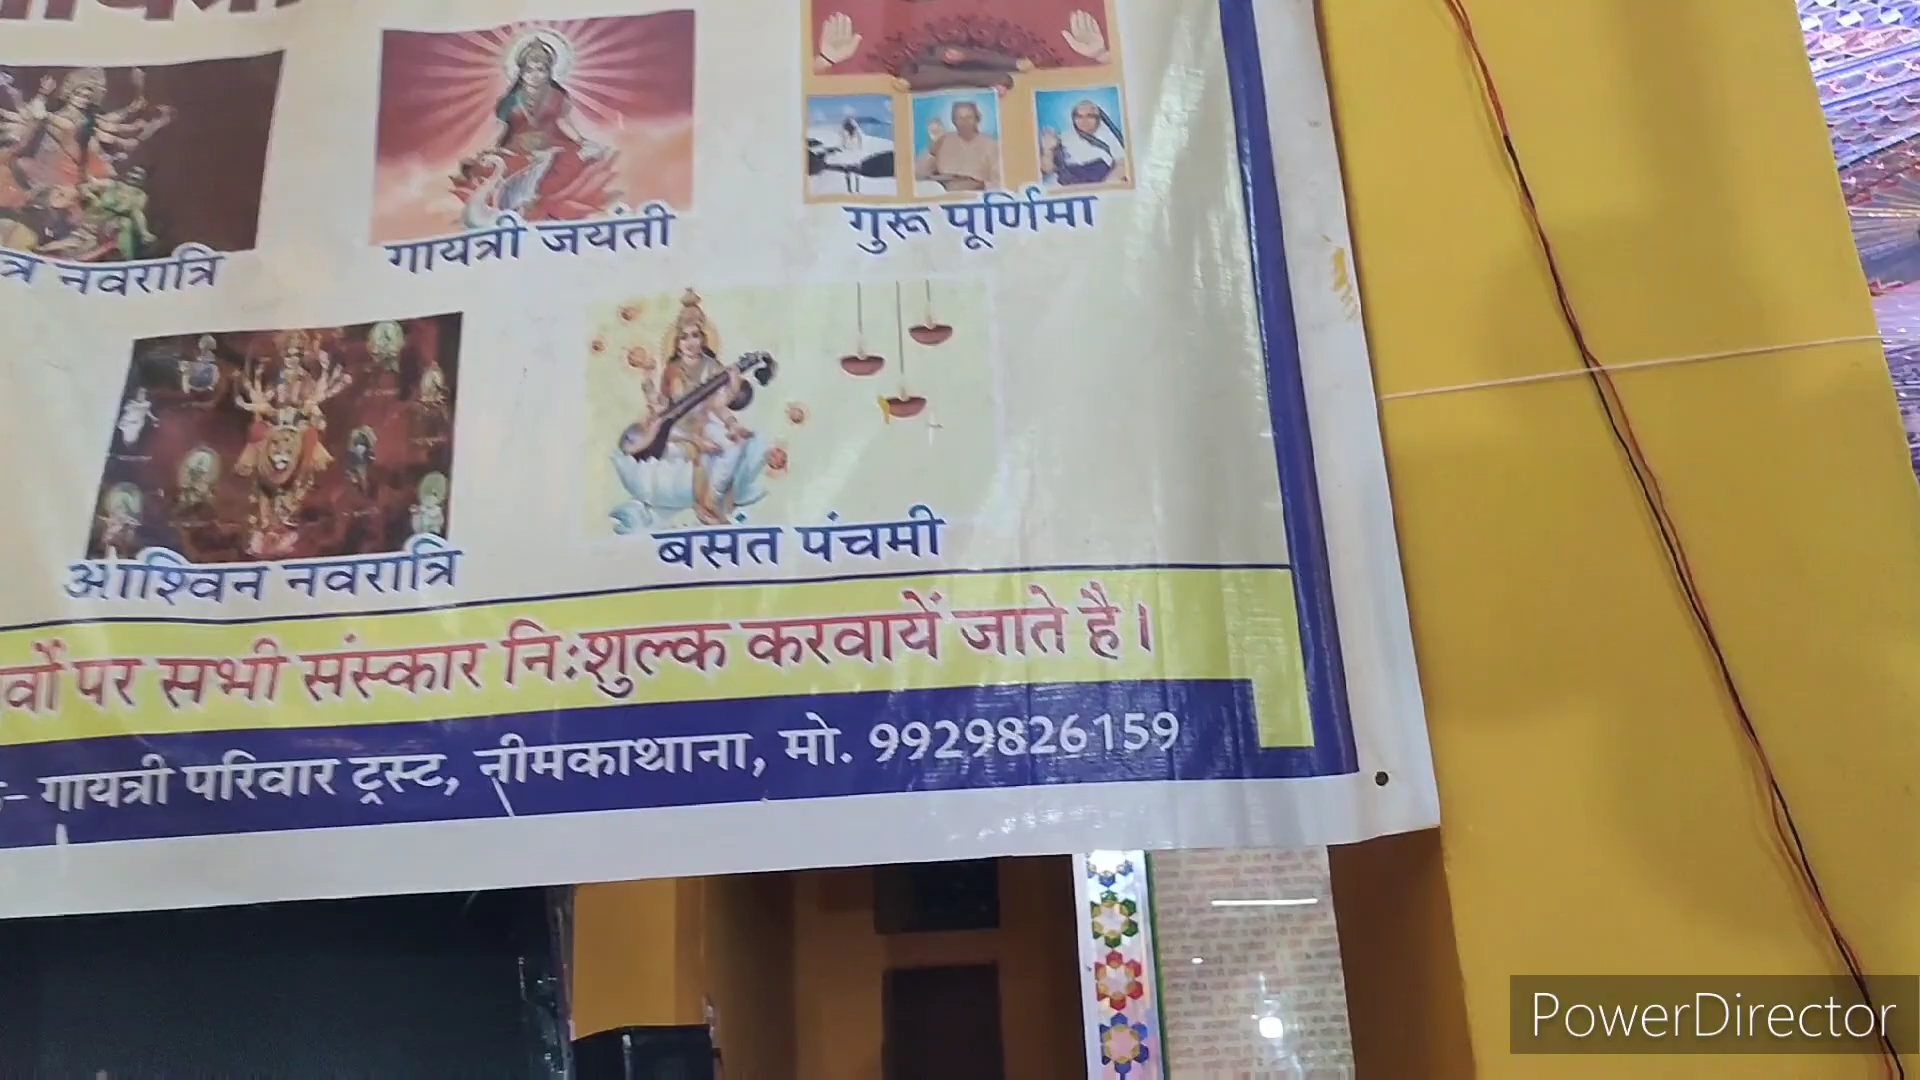 नवरात्रि
गायत्री जयंती
गुरू पूर्णिमा
आश्विन नवरात्रि
बसंत पंचमी
पर सभी संस्कार नि:शुल्क करवायें जाते है।
गायत्री परिवार ट्रस्ट, नीमकाथाना, मो. 9929826159
PowerDirector